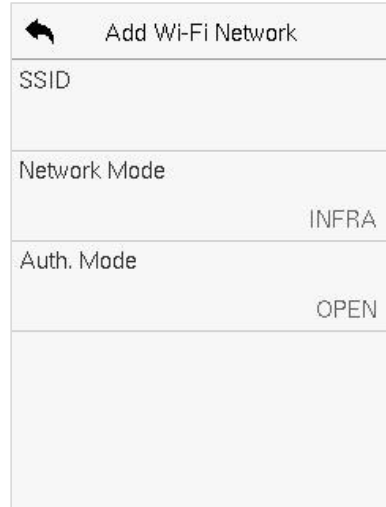 Add Wi-Fi Network
SSID
Network Mode
INFRA
Auth. Mode
OPEN